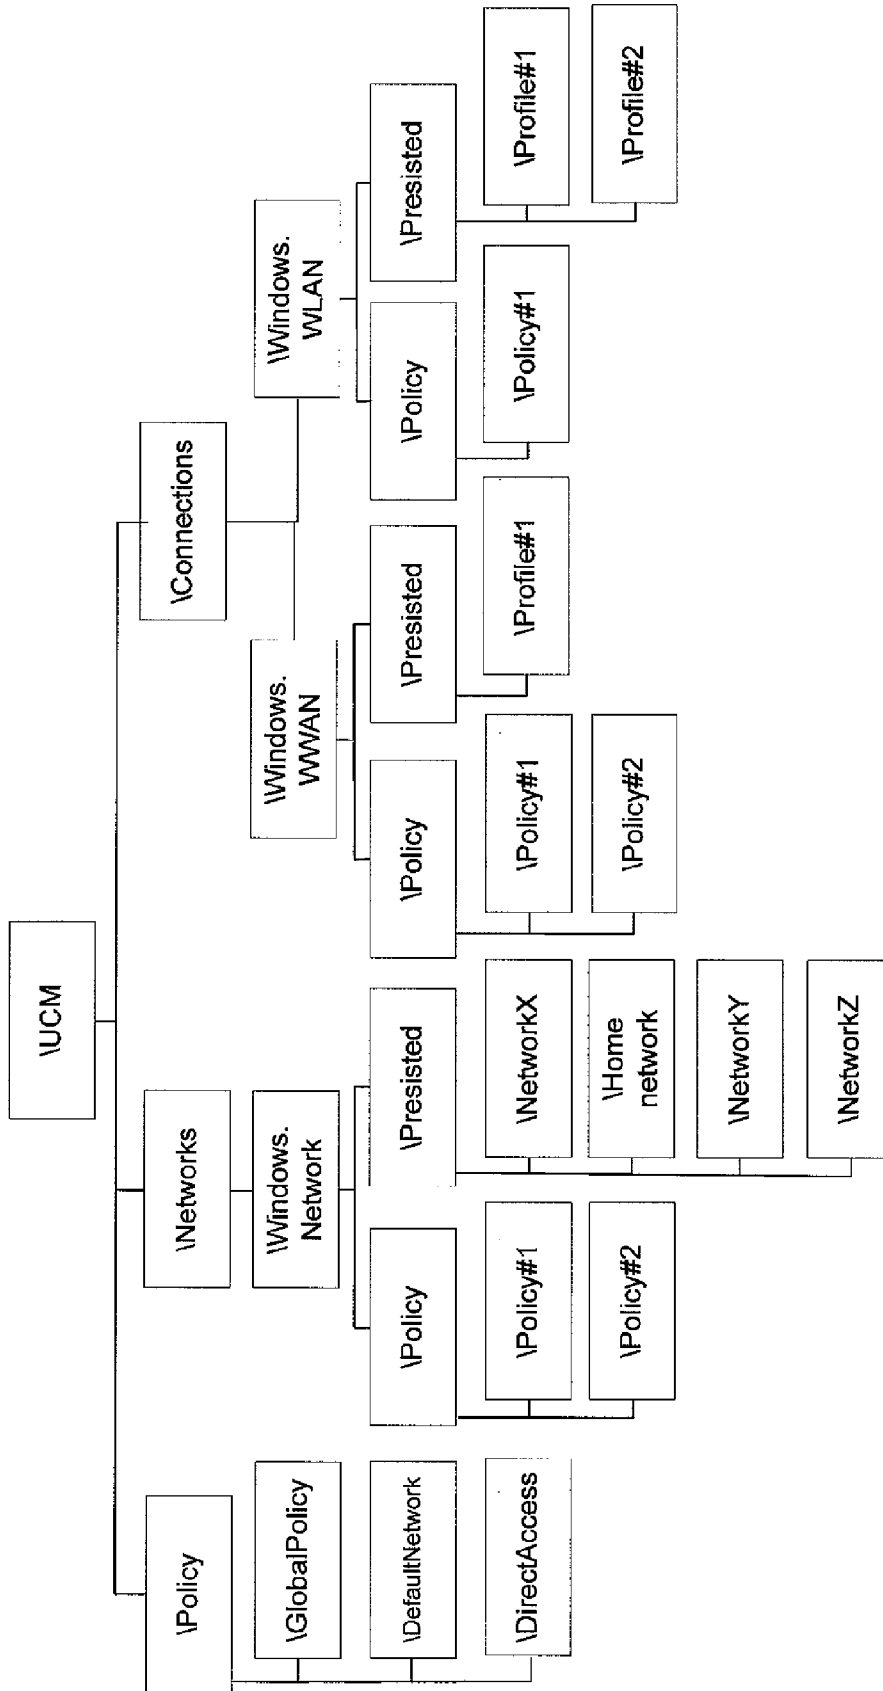 \UCM
\Policy
\Networks
\Connections
\GlobalPolicy
\Windows.
Network
\Windows.
WWAN
\Windows.
WLAN
\DefaultNetwork
\Policy
\Presisted
\Policy
\Presisted
\Policy
\Presisted
\DirectAccess
\Policy#1
\NetworkX
\Policy#1
\Profile#1
\Policy#1
\Profile#1
\Policy#2
\Home
network
\Policy#2
\Profile#2
\NetworkY
\NetworkZ